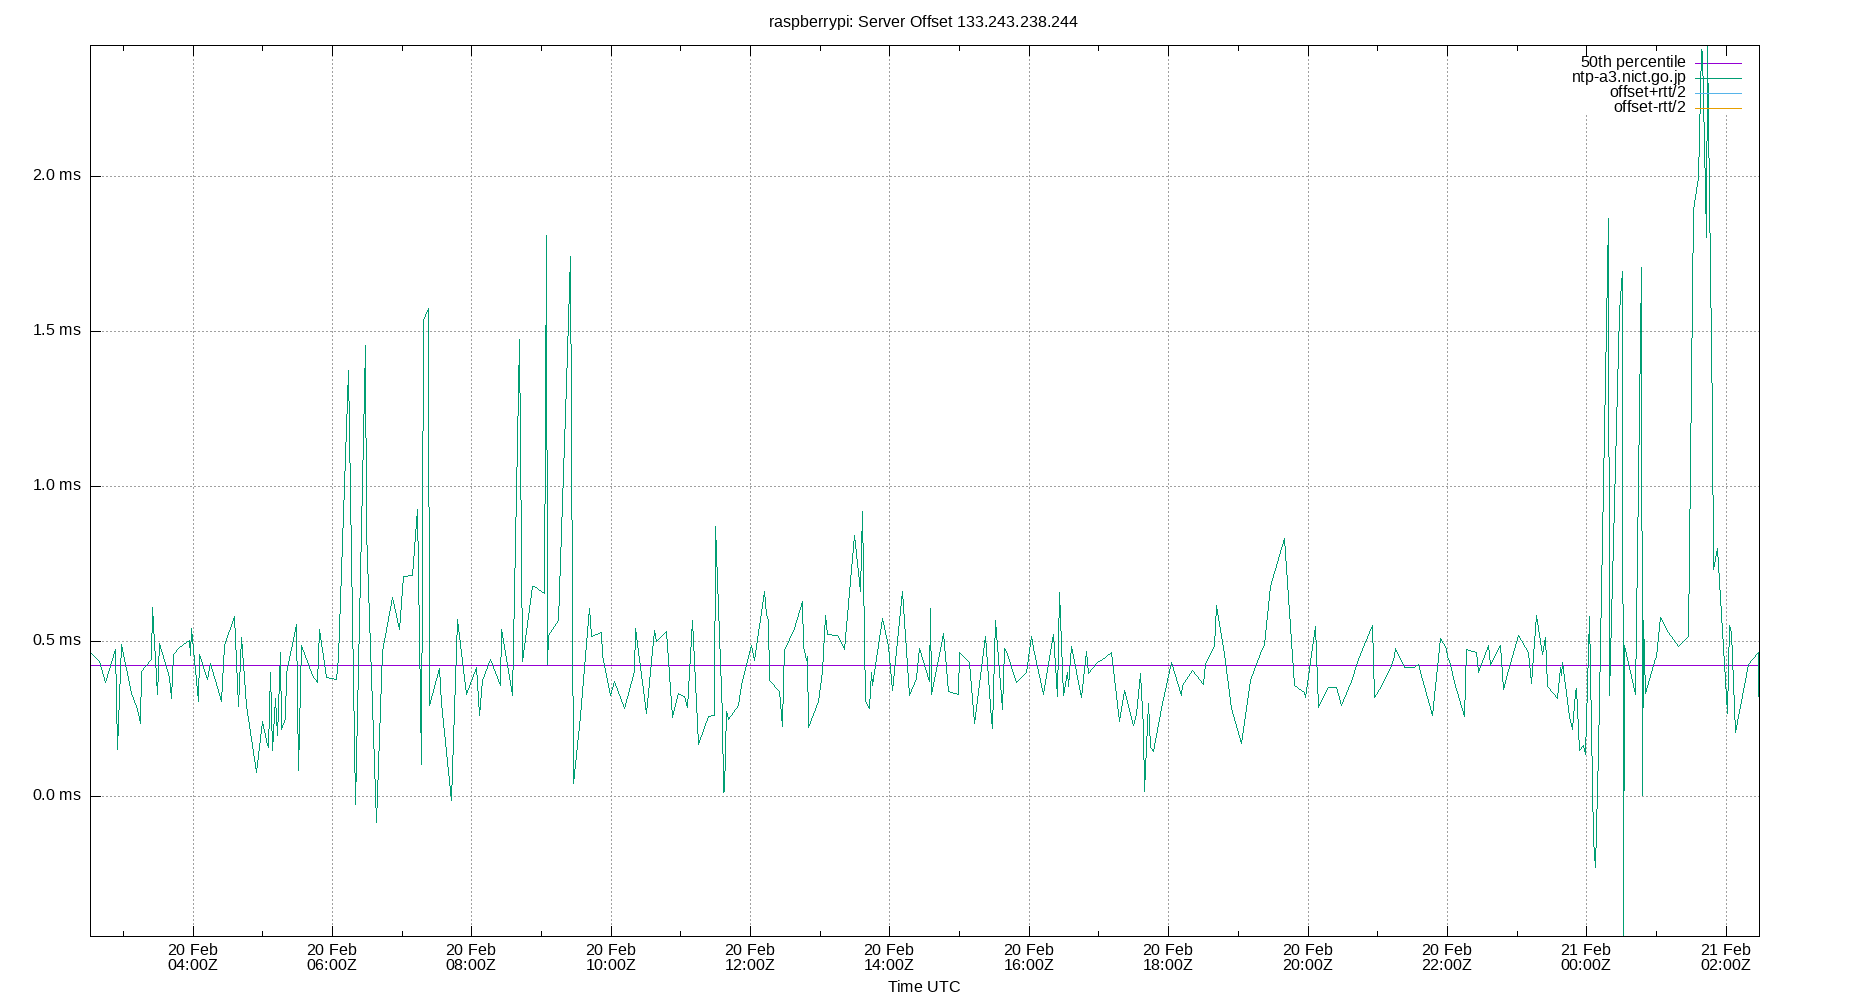 raspberrypi: Server Offset 133.243.238.244
50th percentile
ntp-a3.nict.go.jp
offset+rtt/2
offset-rtt/2
2.0 ms
1.5 ms
1.0 ms
0.5 ms
0.0 ms
20 Feb 20 Feb 20 Feb 20 Feb 20 Feb 20 Feb 20 Feb 20 Feb 20 Feb 20 Feb 21 Feb 21 Feb
04:00Z 06:00Z 08:00Z 10:00Z 12:00Z 14:00Z 16:00Z 18:00Z 20:00Z 22:00Z 00:00Z 02:00Z
Time UTC